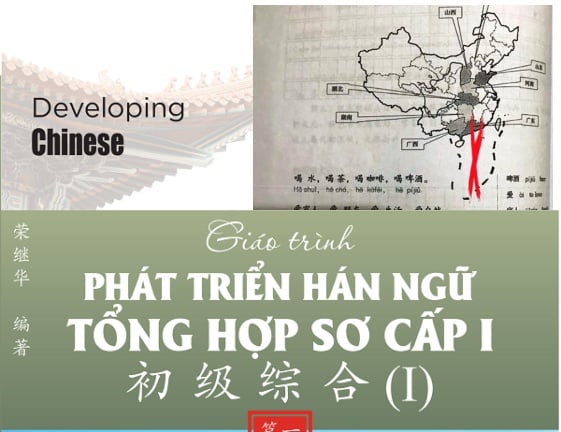 Developing
Chinese
山西
山东
河南
湖北
湖南
广东
广西
喝 水，喝 茶，喝 咖啡，喝 啤酒。
Hē shuǐ, hē chá, hē kāfēi, hē píjiǔ.
啤酒 píjiǔ
爱 ài
荣继华 编著
Giáo trình
PHÁT TRIỂN HÁN NGỮ
TỔNG HỢP SƠ CẤP I
初级综合(I)